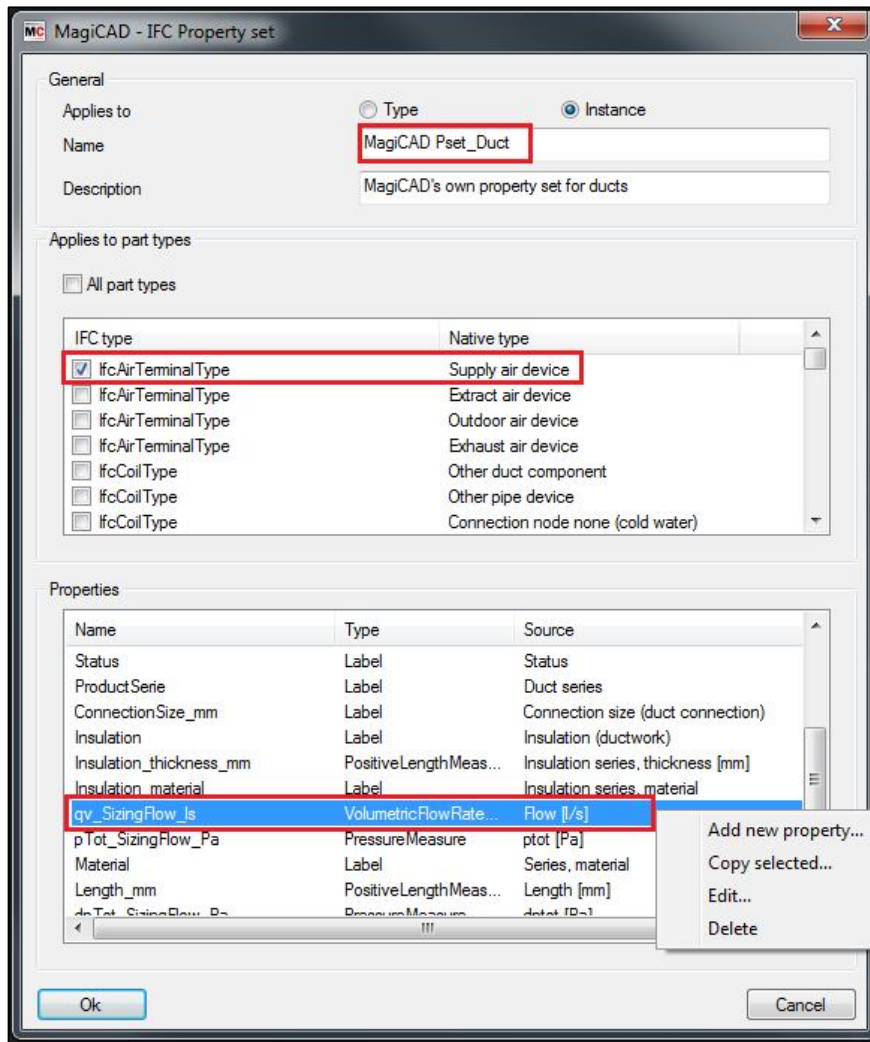 MC MagiCAD - IFC Property set
General
Applies to Type Instance
Name MagiCAD Pset_Duct
Description MagiCAD's own property set for ducts
Applies to part types
All part types
IFC type Native type
IfcAirTerminalType Supply air device
IfcAirTerminalType Extract air device
IfcAirTerminalType Outdoor air device
IfcAirTerminalType Exhaust air device
IfcCoilType Other duct component
IfcCoilType Other pipe device
IfcCoilType Connection node none (cold water)
Properties
Name Type Source
Status Label Status
ProductSerie Label Duct series
ConnectionSize_mm Label Connection size (duct connection)
Insulation Label Insulation (ductwork)
Insulation_thickness_mm PositiveLengthMeas... Insulation series, thickness [mm]
Insulation_material Label Insulation series, material
qv_SizingFlow_ls VolumetricFlowRate... Flow [l/s]
pTot_SizingFlow_Pa PressureMeasure ptot [Pa]
Material Label Series, material
Length_mm PositiveLengthMeas... Length [mm]
dpTot_SizingFlow_Pa PressureMeasure dptot [Pa]
Add new property...
Copy selected...
Edit...
Delete
Ok Cancel